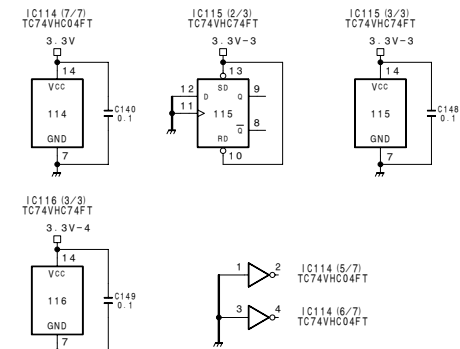 IC114 (7/7)
TC74VHC04FT
3.3V
14
VCC
114
GND
7
C140
0.1
IC115 (2/3)
TC74VHC74FT
3.3V-3
13
12
11
SD
D
Q
9
115
Q
8
RD
10
IC115 (3/3)
TC74VHC74FT
3.3V-3
14
VCC
115
GND
7
C148
0.1
IC116 (3/3)
TC74VHC74FT
3.3V-4
14
VCC
116
GND
7
C149
0.1
1
2
IC114 (5/7)
TC74VHC04FT
3
4
IC114 (6/7)
TC74VHC04FT